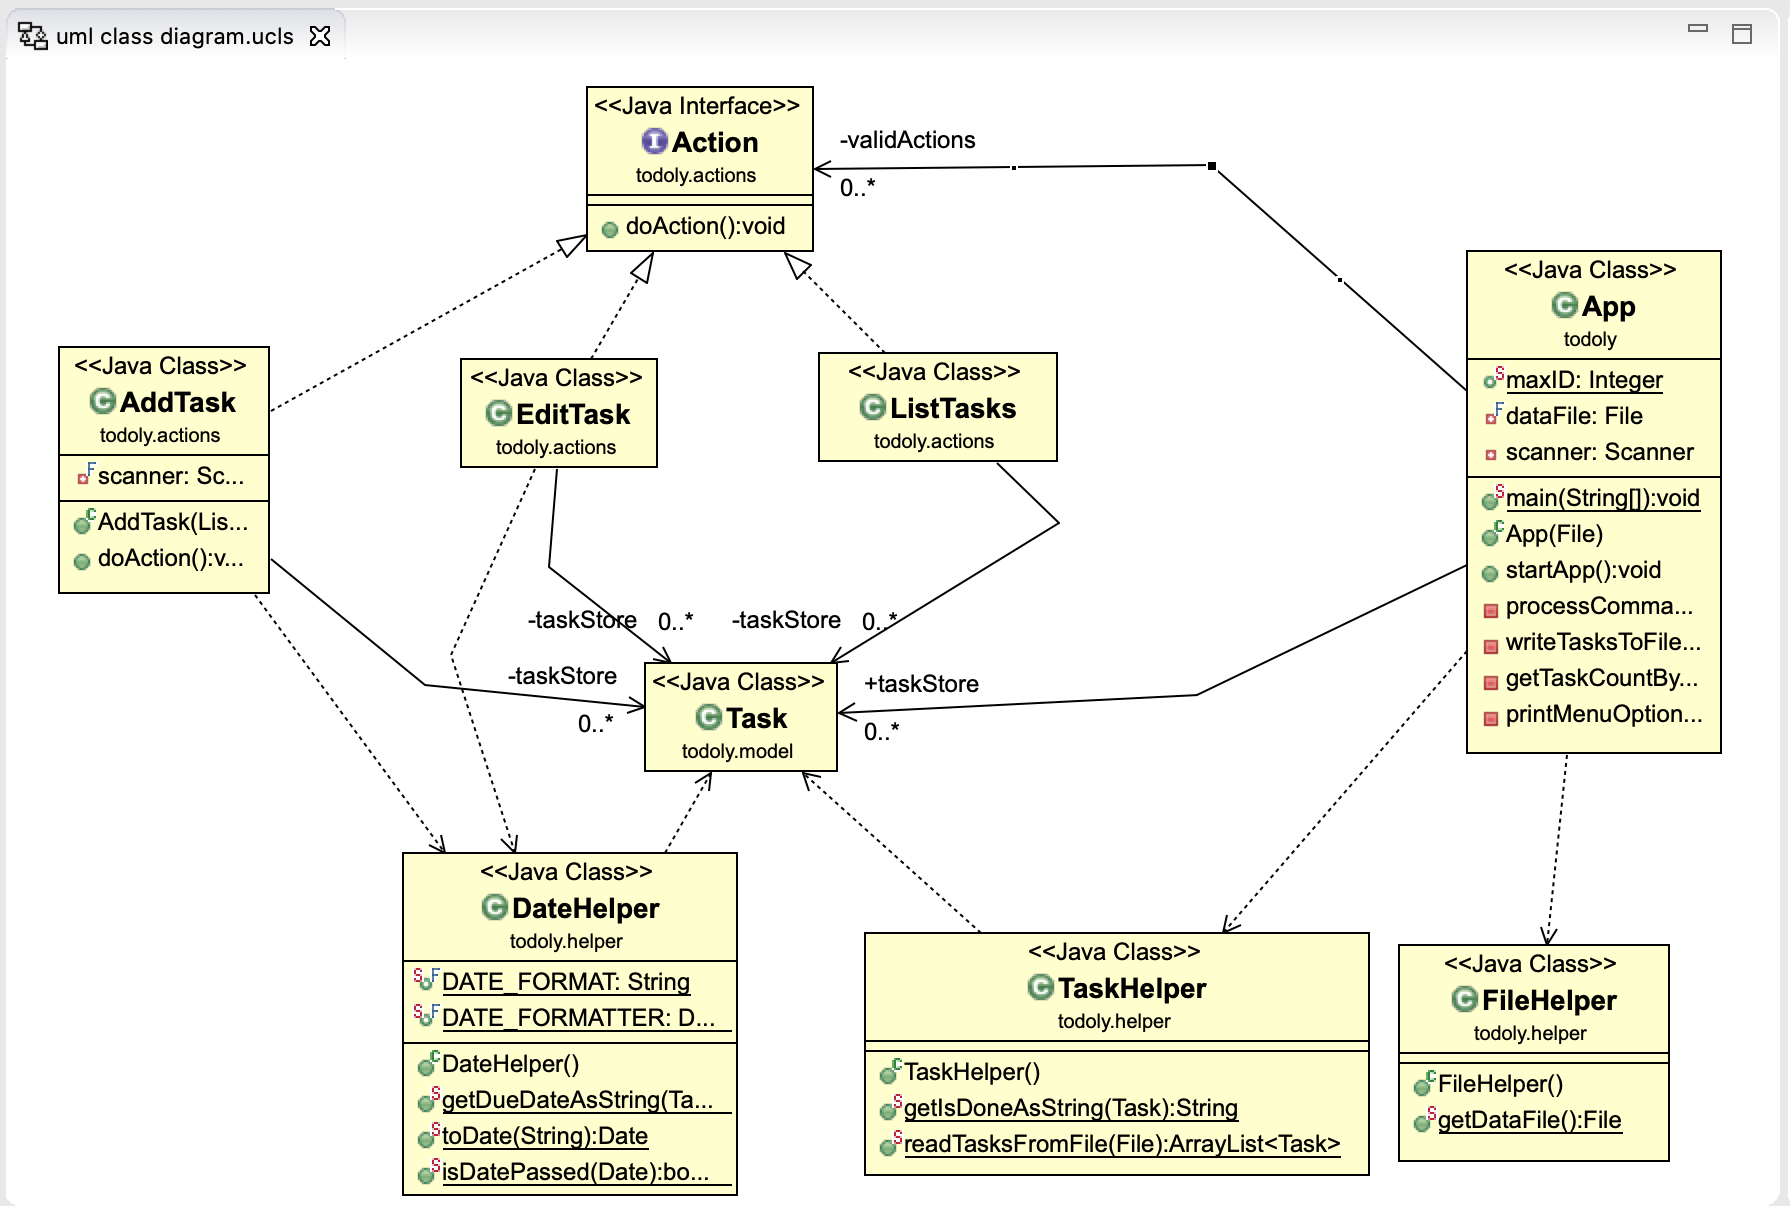 uml class diagram.ucls
<<Java Interface>>
Action
todoly.actions
doAction():void
-validActions
0..*
<<Java Class>>
App
todoly
maxID: Integer
dataFile: File
scanner: Scanner
main(String[]):void
App(File)
startApp():void
processComma...
writeTasksToFile...
getTaskCountBy...
printMenuOption...
<<Java Class>>
AddTask
todoly.actions
scanner: Sc...
AddTask(Lis...
doAction():v...
<<Java Class>>
EditTask
todoly.actions
<<Java Class>>
ListTasks
todoly.actions
-taskStore 0..*
-taskStore 0..*
-taskStore
0..*
+taskStore
0..*
<<Java Class>>
Task
todoly.model
<<Java Class>>
DateHelper
todoly.helper
DATE_FORMAT: String
DATE_FORMATTER: D...
DateHelper()
getDueDateAsString(Ta...
toDate(String):Date
isDatePassed(Date):bo...
<<Java Class>>
TaskHelper
todoly.helper
TaskHelper()
getIsDoneAsString(Task):String
readTasksFromFile(File):ArrayList<Task>
<<Java Class>>
FileHelper
todoly.helper
FileHelper()
getDataFile():File